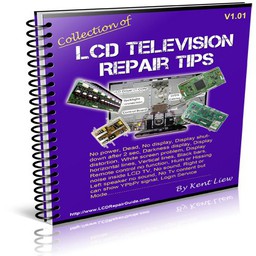 Collection of
V1.01
LCD TELEVISION
REPAIR TIPS
No power, Dead, No display, Display shut-
down after 2 sec, Darkness display, Display
distortion, White screen problem, Display
horizontal lines, Vertical lines, Black bars,
Remote control no function, Hum or Hissing
noise inside LCD TV, No sound, Right or
Left speaker no sound, No Tv content but
can show YPbPr signal, Login Service
Mode
By Kent Liew
http://www.LCDRepairGuide.com